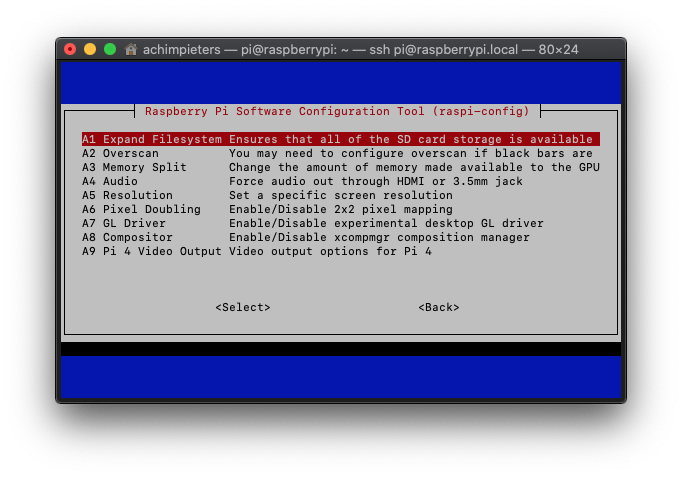 achimpieters — pi@raspberrypi: ~ — ssh pi@raspberrypi.local — 80×24
Raspberry Pi Software Configuration Tool (raspi-config)
A1 Expand Filesystem Ensures that all of the SD card storage is available
A2 Overscan You may need to configure overscan if black bars are
A3 Memory Split Change the amount of memory made available to the GPU
A4 Audio Force audio out through HDMI or 3.5mm jack
A5 Resolution Set a specific screen resolution
A6 Pixel Doubling Enable/Disable 2x2 pixel mapping
A7 GL Driver Enable/Disable experimental desktop GL driver
A8 Compositor Enable/Disable xcompmgr composition manager
A9 Pi 4 Video Output Video output options for Pi 4
<Select> <Back>